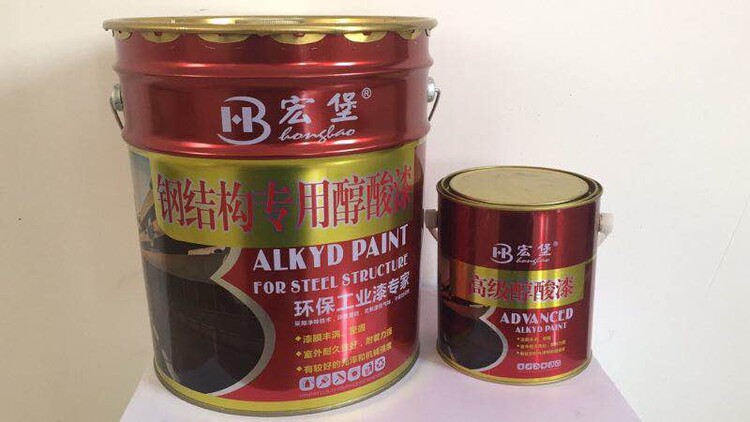 HB 宏堡®
hongbao
钢结构专用醇酸漆
ALKYD PAINT
FOR STEEL STRUCTURE
环保工业漆专家
漆膜丰满、坚固
室外耐久性好、附着力强
有较好的光泽和机械强度
HB 宏堡®
hongbao
高级醇酸漆
ADVANCED
ALKYD PAINT